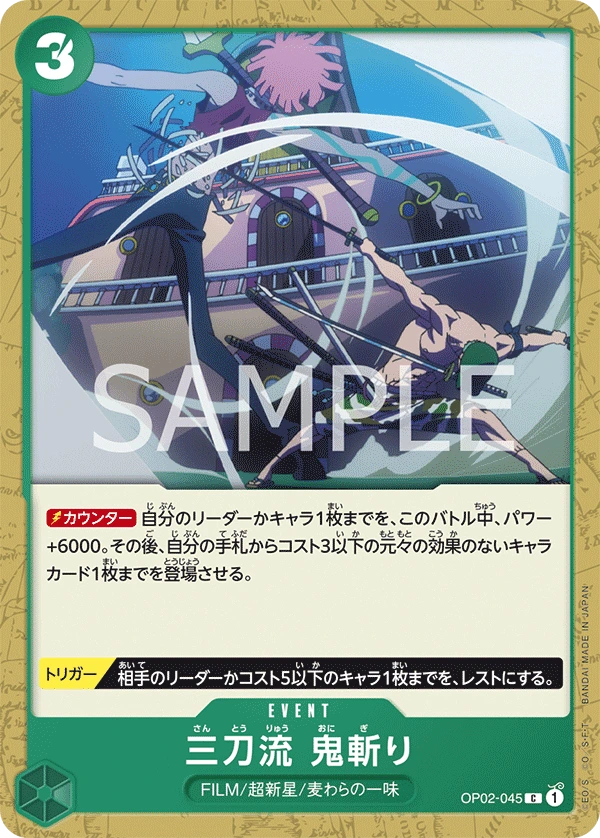 3
SAMPLE
カウンター 自分のリーダーかキャラ1枚までを、このバトル中、パワー
+6000。その後、自分の手札からコスト3以下の元々の効果のないキャラ
カード1枚までを登場させる。
トリガー 相手のリーダーかコスト5以下のキャラ1枚までを、レストにする。
EVENT
三刀流 鬼斬り
FILM/超新星/麦わらの一味
OP02-045 C 1
BANDAI MADE IN JAPAN